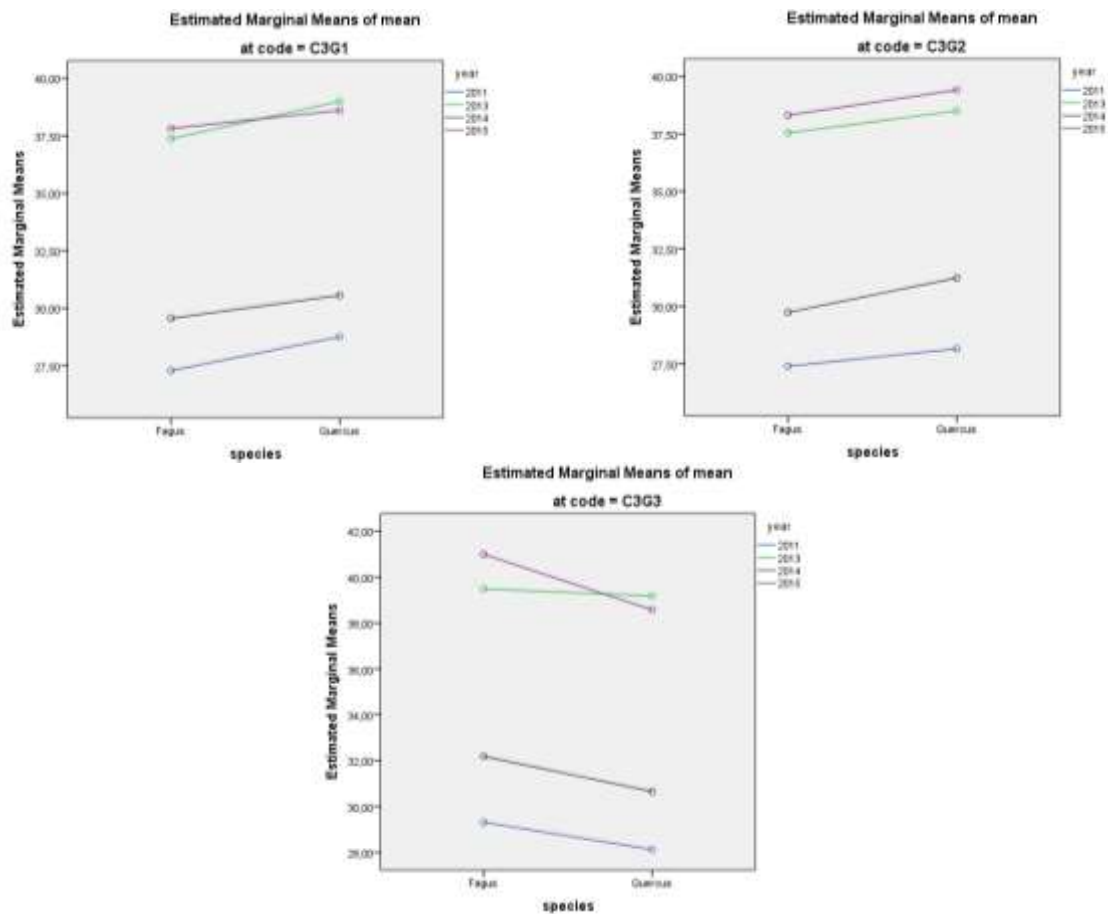 Estimated Marginal Means of mean
at code = C3G1
year
2011
2013
2014
2015
40,00
37,50
35,00
32,50
30,00
27,50
Estimated Marginal Means
Fagus
Quercus
species
Estimated Marginal Means of mean
at code = C3G2
year
2011
2013
2014
2015
40,00
37,50
35,00
32,50
30,00
27,50
Estimated Marginal Means
Fagus
Quercus
species
Estimated Marginal Means of mean
at code = C3G3
year
2011
2013
2014
2015
42,00
40,00
38,00
36,00
34,00
32,00
30,00
28,00
Estimated Marginal Means
Fagus
Quercus
species